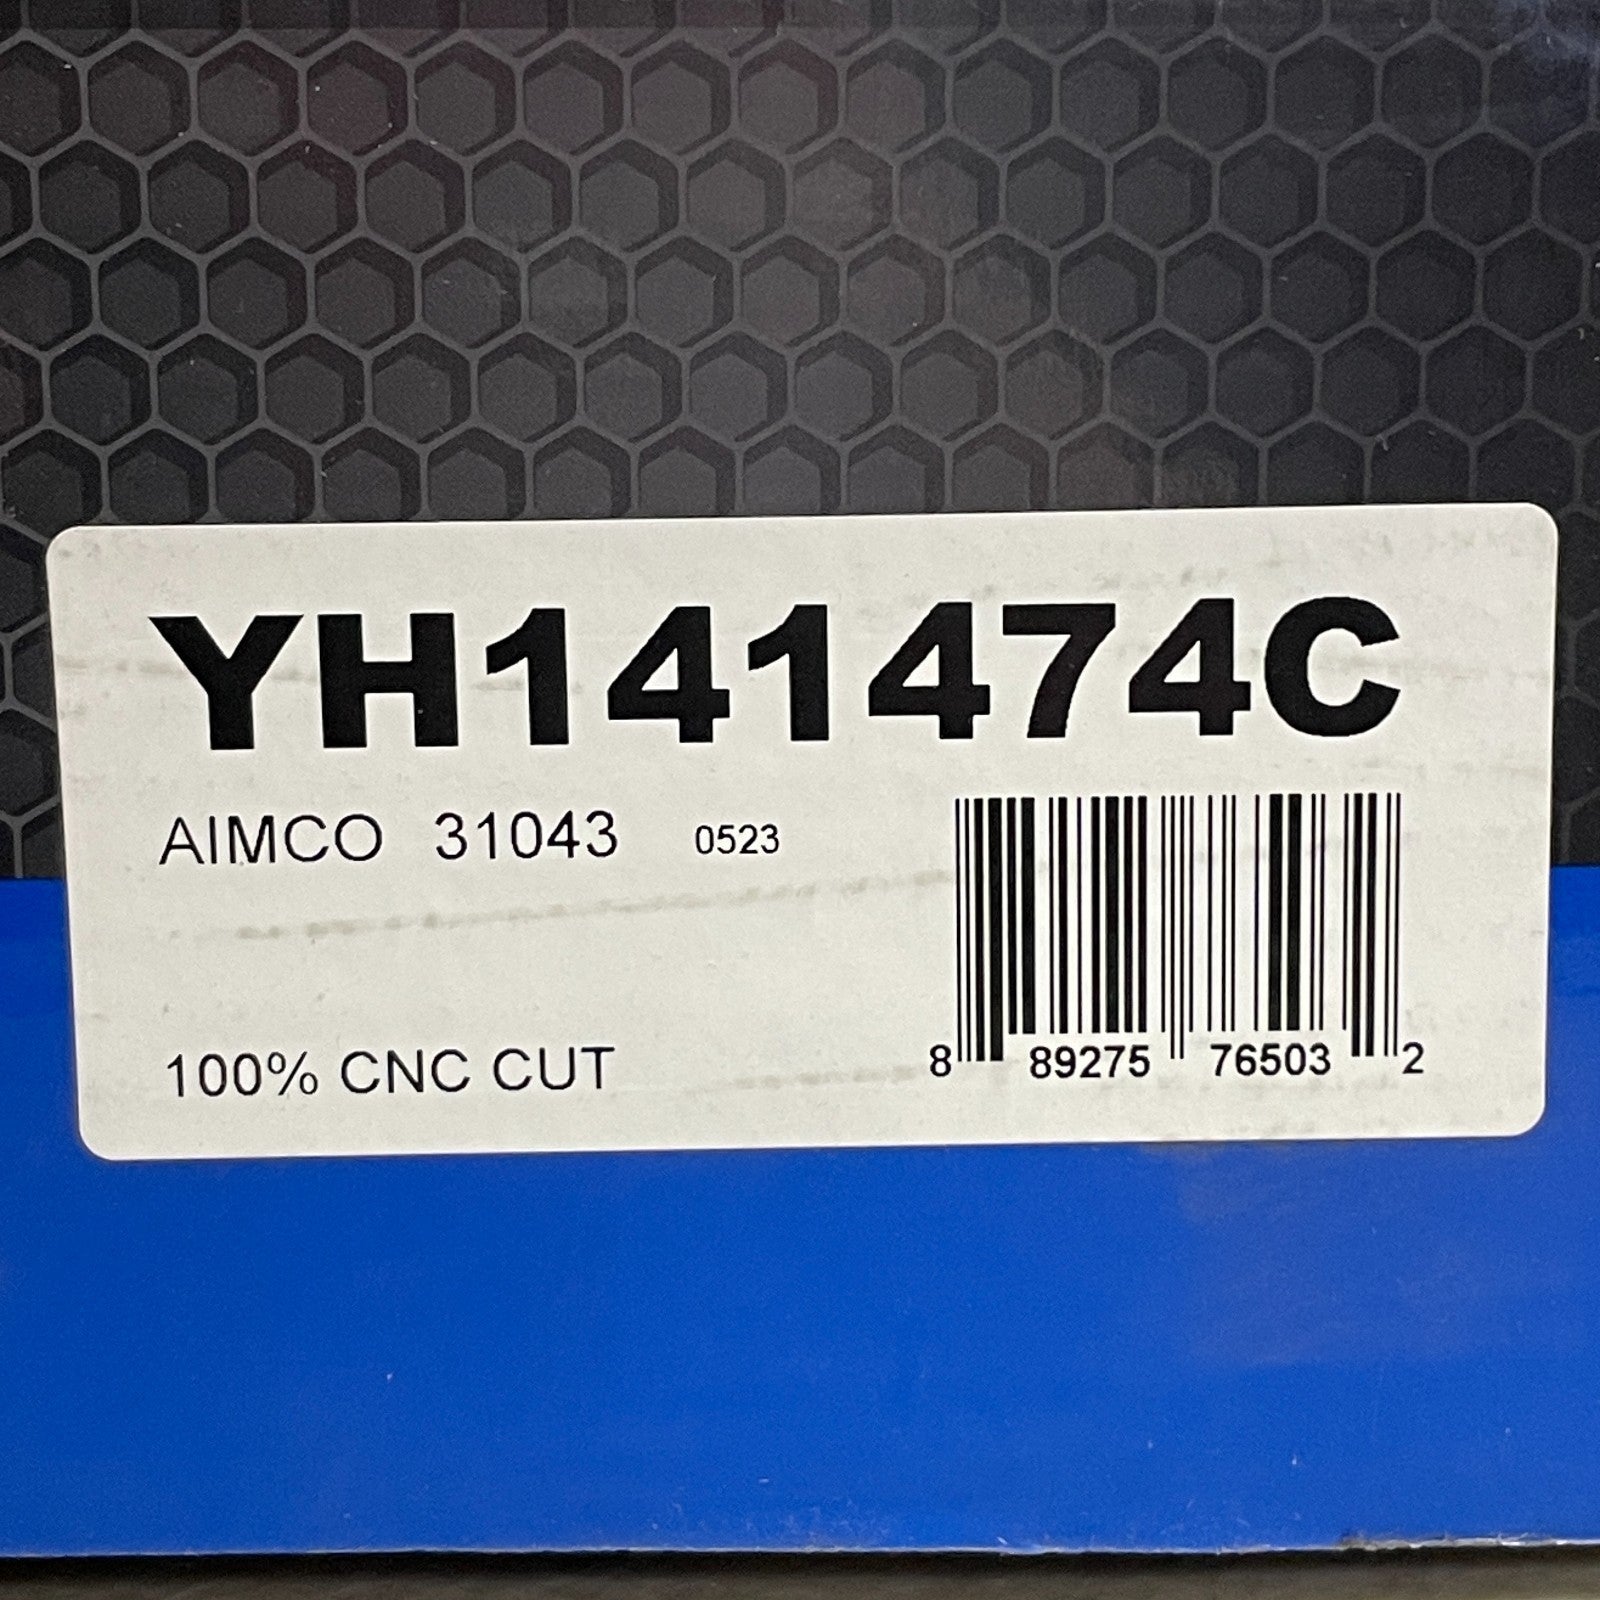 YH141474C
AIMCO 31043 0523
100% CNC CUT
8 89275 76503 2